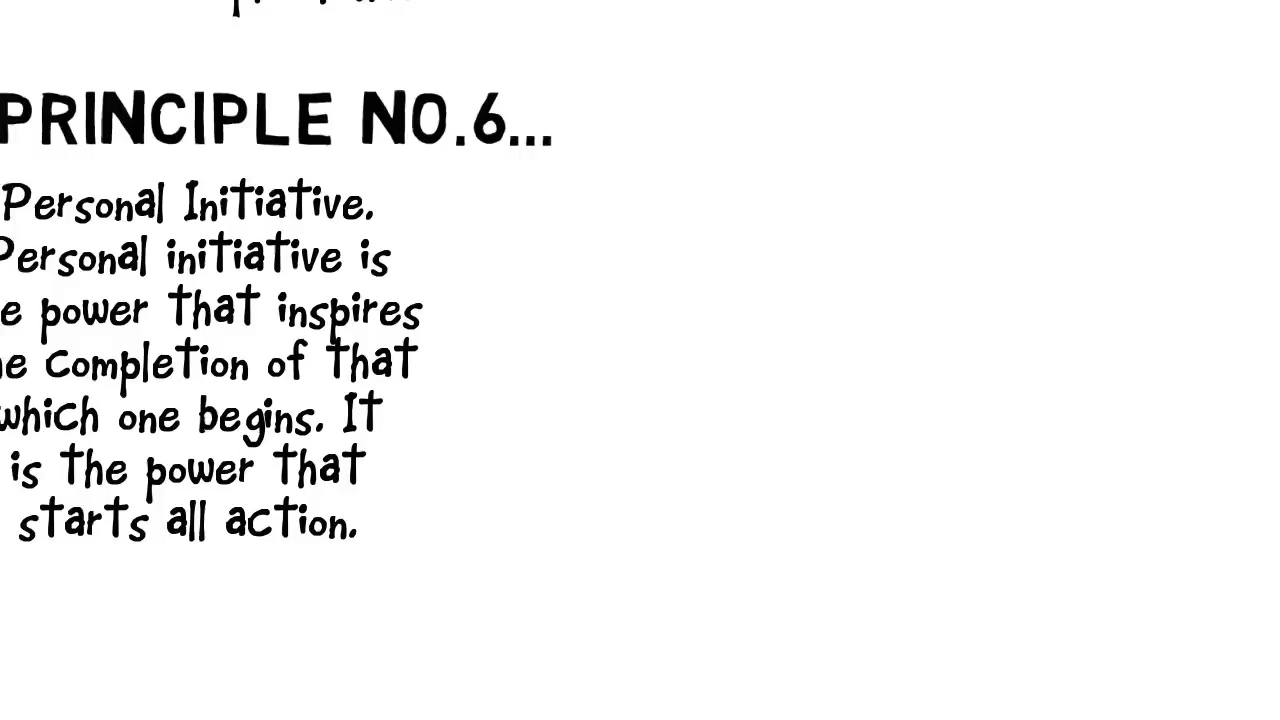 PRINCIPLE NO.6...
Personal Initiative.
Personal initiative is
e power that inspires
e completion of that
which one begins. It
is the power that
starts all action.